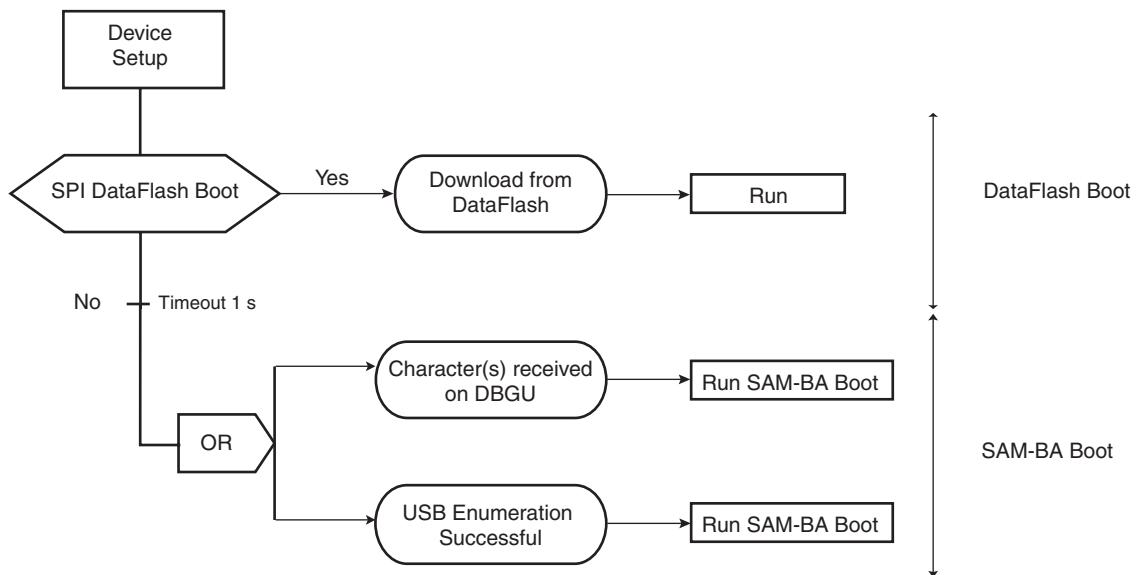 Device
Setup
SPI DataFlash Boot
Yes
Download from
DataFlash
Run
DataFlash Boot
No
Timeout 1 s
Character(s) received
on DBGU
Run SAM-BA Boot
OR
SAM-BA Boot
USB Enumeration
Successful
Run SAM-BA Boot